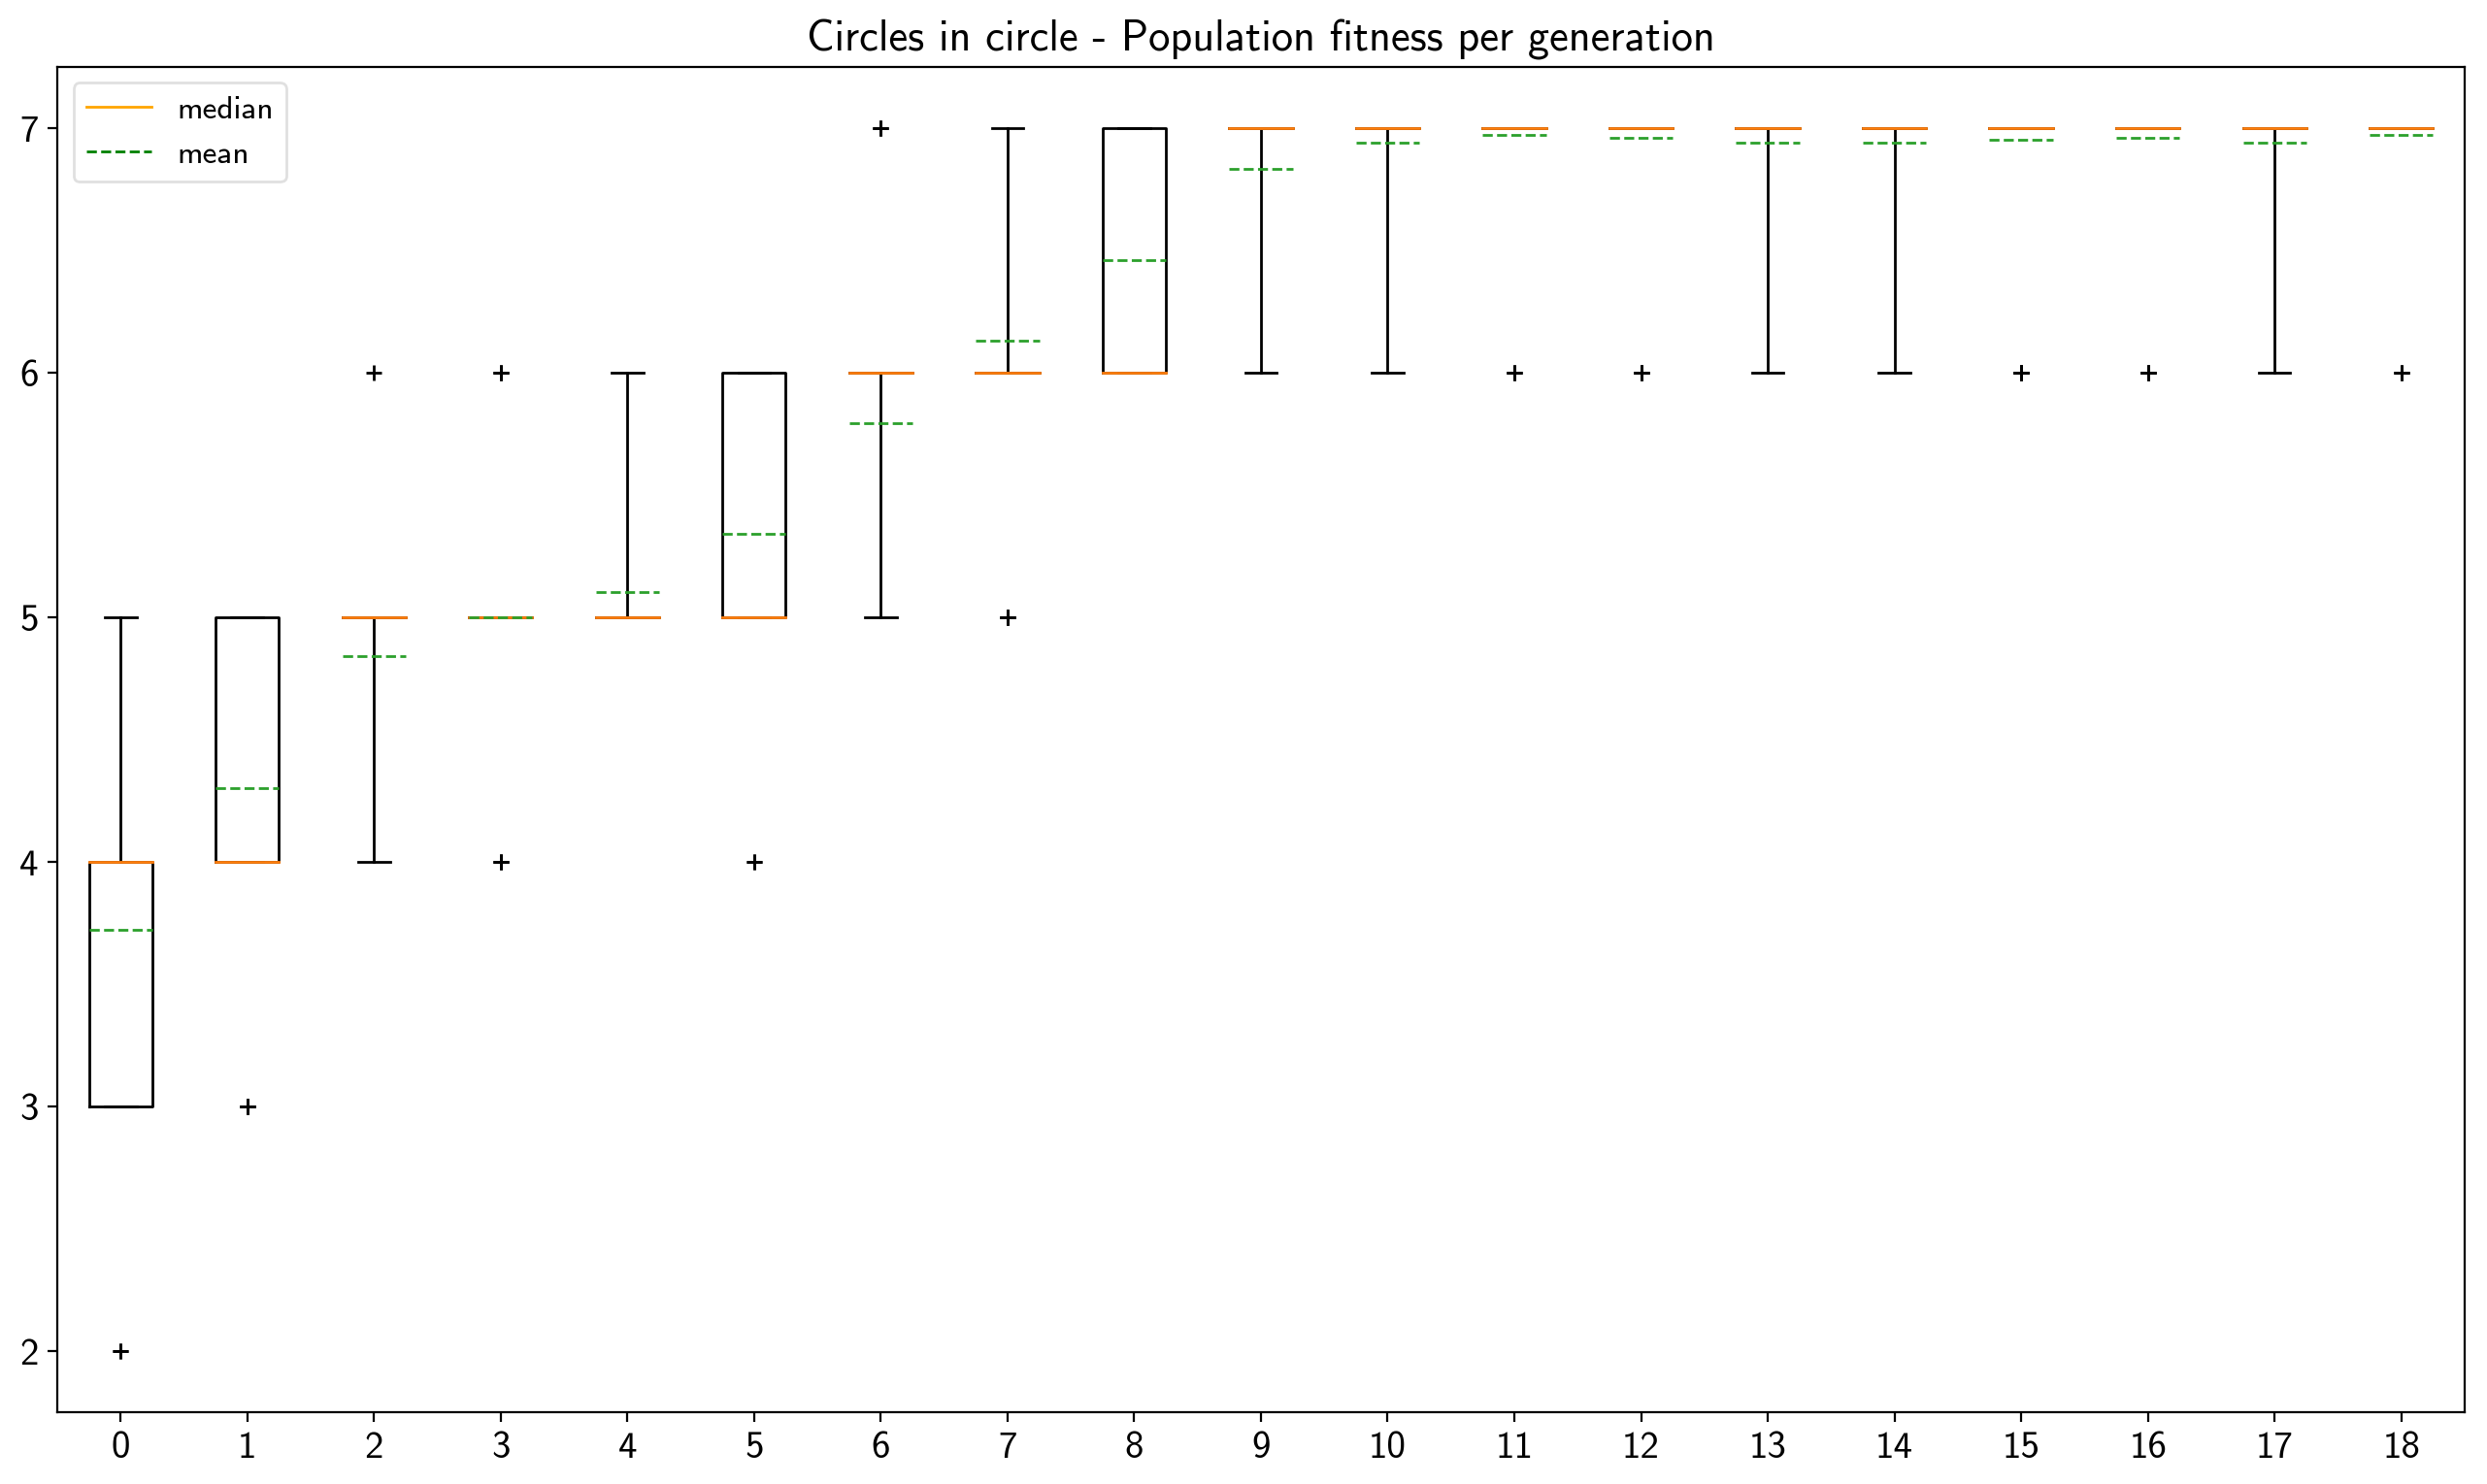 Circles in circle - Population fitness per generation
median
mean
7
6
5
4
3
2
0 1 2 3 4 5 6 7 8 9 10 11 12 13 14 15 16 17 18